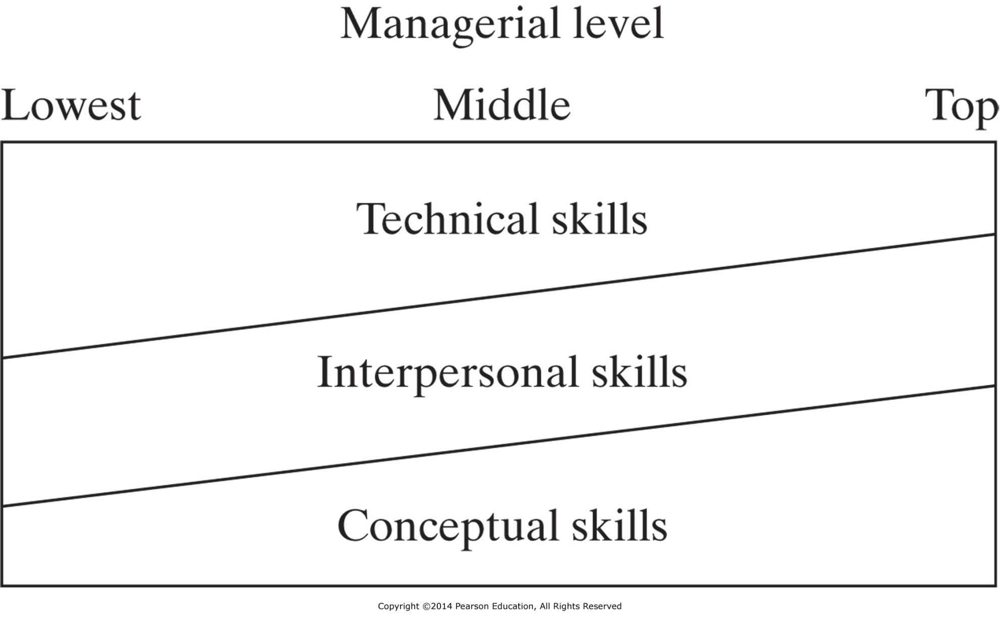 Managerial level
Lowest Middle Top
Technical skills
Interpersonal skills
Conceptual skills
Copyright ©2014 Pearson Education, All Rights Reserved